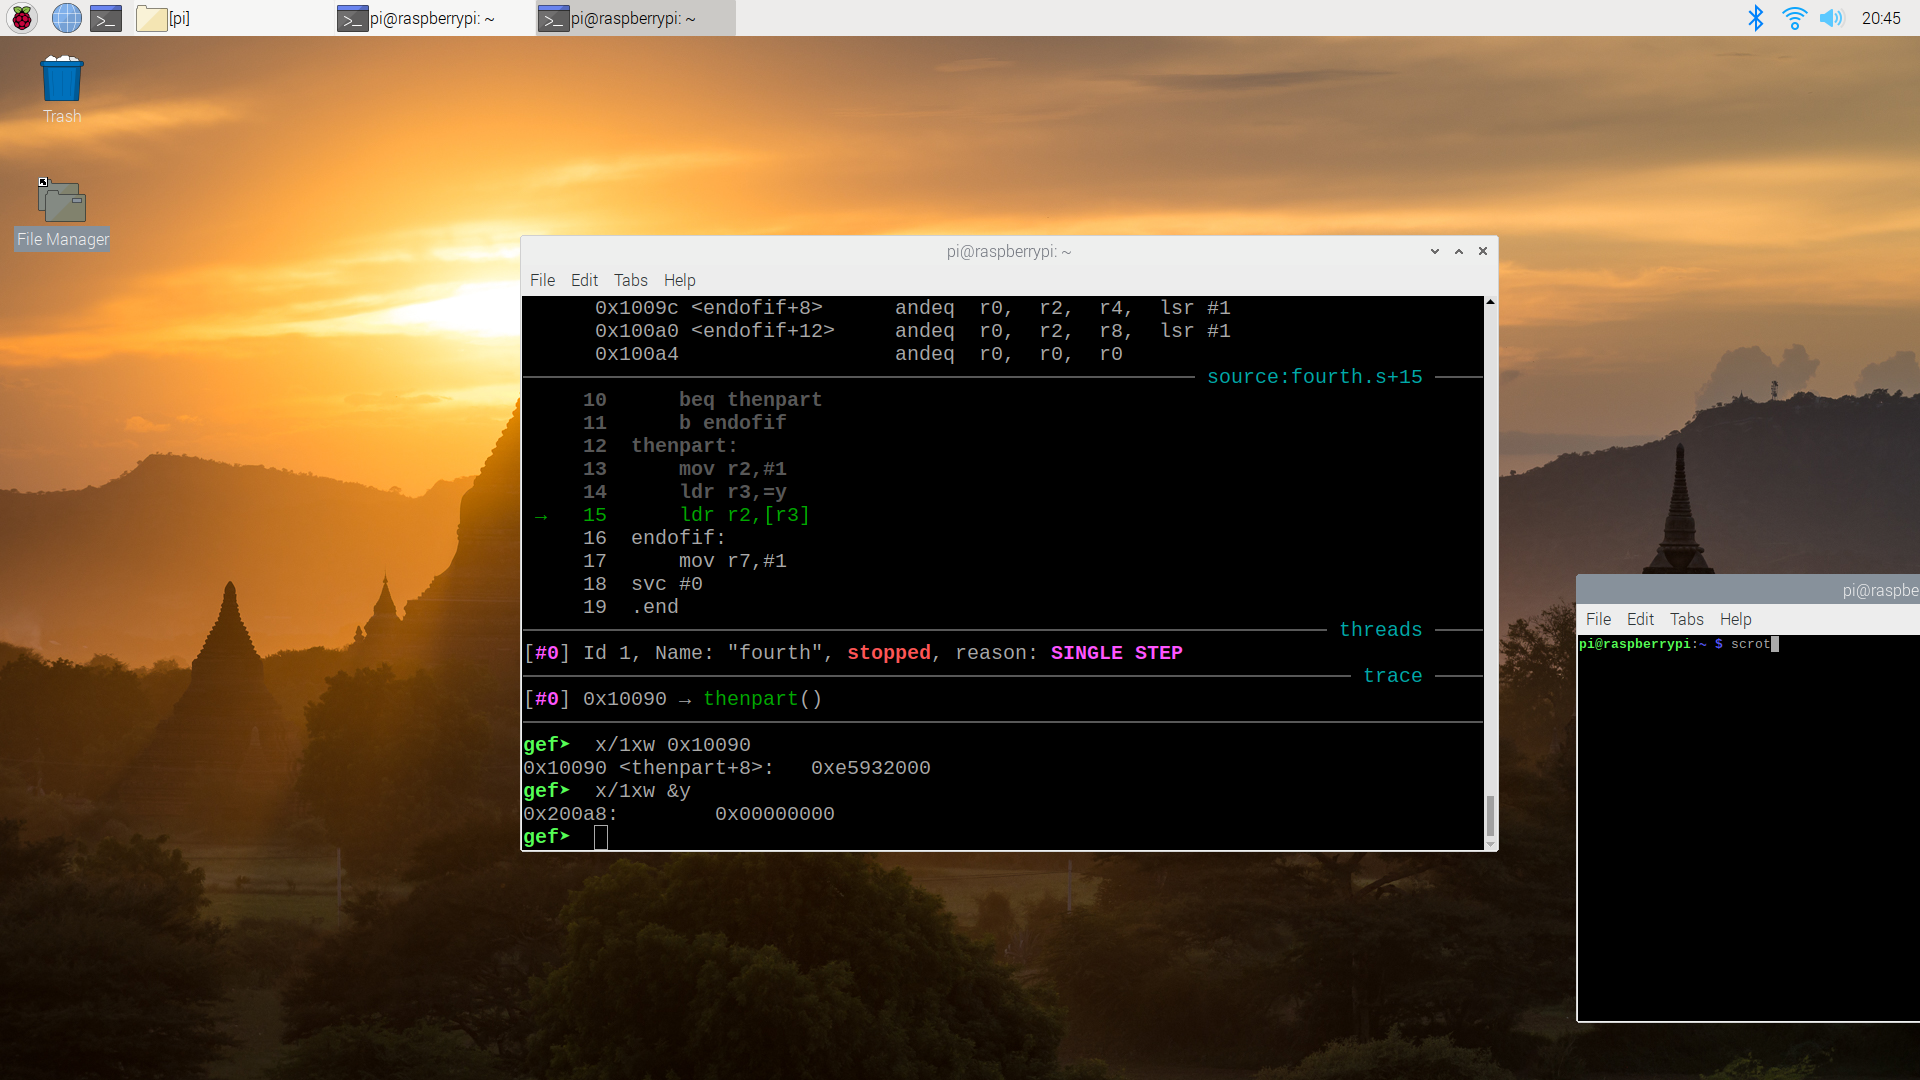 [pi]
pi@raspberrypi: ~
pi@raspberrypi: ~
20:45
Trash
File Manager
pi@raspberrypi: ~
File Edit Tabs Help
0x1009c <endofif+8>      andeq  r0,  r2,  r4,  lsr #1
0x100a0 <endofif+12>     andeq  r0,  r2,  r8,  lsr #1
0x100a4                  andeq  r0,  r0,  r0
source:fourth.s+15
10      beq thenpart
11      b endofif
12  thenpart:
13      mov r2,#1
14      ldr r3,=y
→   15      ldr r2,[r3]
16  endofif:
17      mov r7,#1
18  svc #0
19  .end
threads
[#0] Id 1, Name: "fourth", stopped, reason: SINGLE STEP
trace
[#0] 0x10090 → thenpart()
gef➤  x/1xw 0x10090
0x10090 <thenpart+8>:   0xe5932000
gef➤  x/1xw &y
0x200a8:        0x00000000
gef➤
pi@raspbe
File Edit Tabs Help
pi@raspberrypi:~ $ scrot